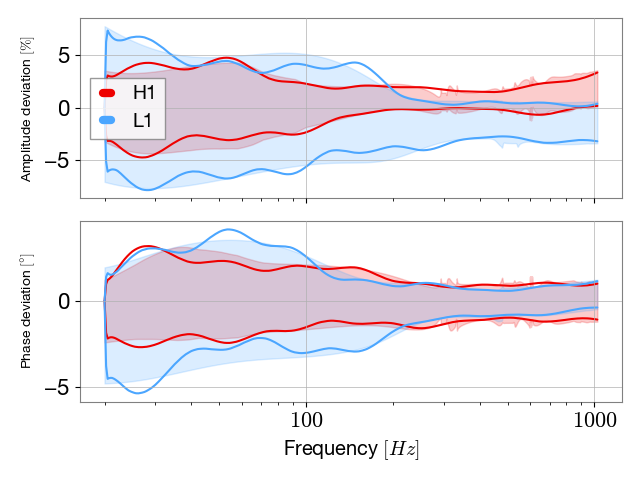 Amplitude deviation [%]
5
0
−5
H1
L1
Phase deviation [°]
0
−5
100
1000
Frequency [Hz]